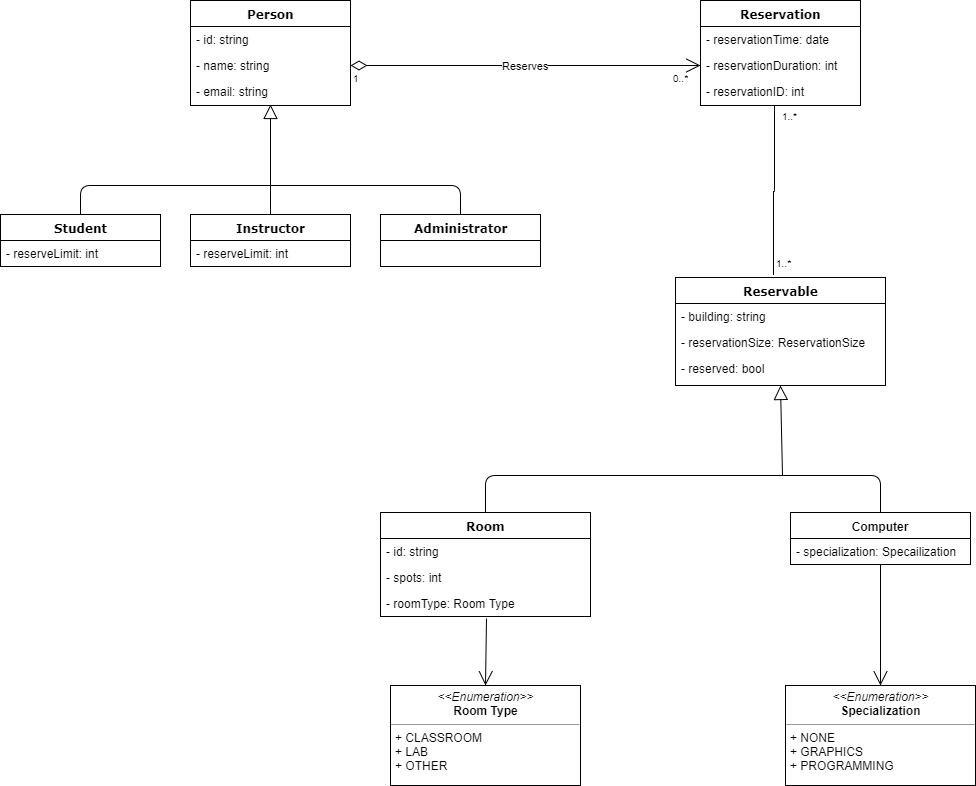 Person
- id: string
- name: string
- email: string
Reservation
- reservationTime: date
- reservationDuration: int
- reservationID: int
Reserves
1
0..*
1..*
Student
- reserveLimit: int
Instructor
- reserveLimit: int
Administrator
1..*
Reservable
- building: string
- reservationSize: ReservationSize
- reserved: bool
Room
- id: string
- spots: int
- roomType: Room Type
Computer
- specialization: Specailization
<<Enumeration>>
Room Type
+ CLASSROOM
+ LAB
+ OTHER
<<Enumeration>>
Specialization
+ NONE
+ GRAPHICS
+ PROGRAMMING